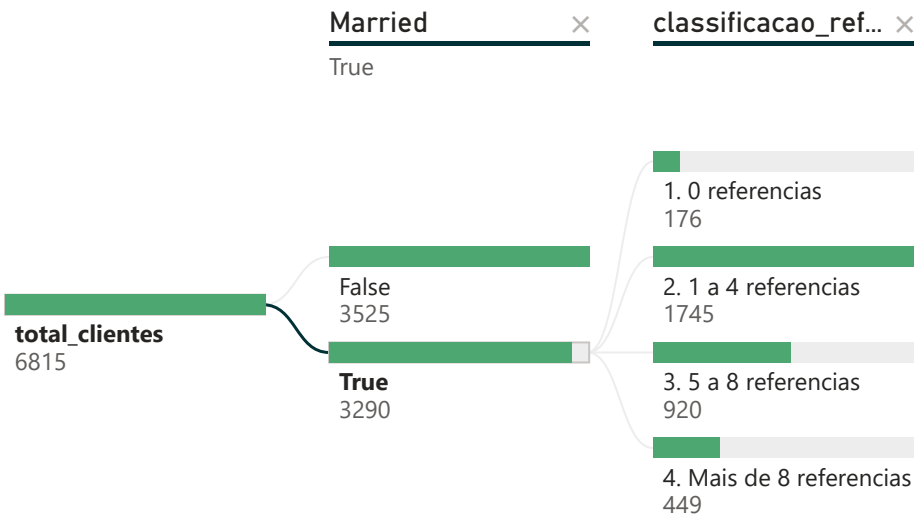 Married
classificacao_ref...
True
total_clientes
6815
False
3525
True
3290
1. 0 referencias
176
2. 1 a 4 referencias
1745
3. 5 a 8 referencias
920
4. Mais de 8 referencias
449